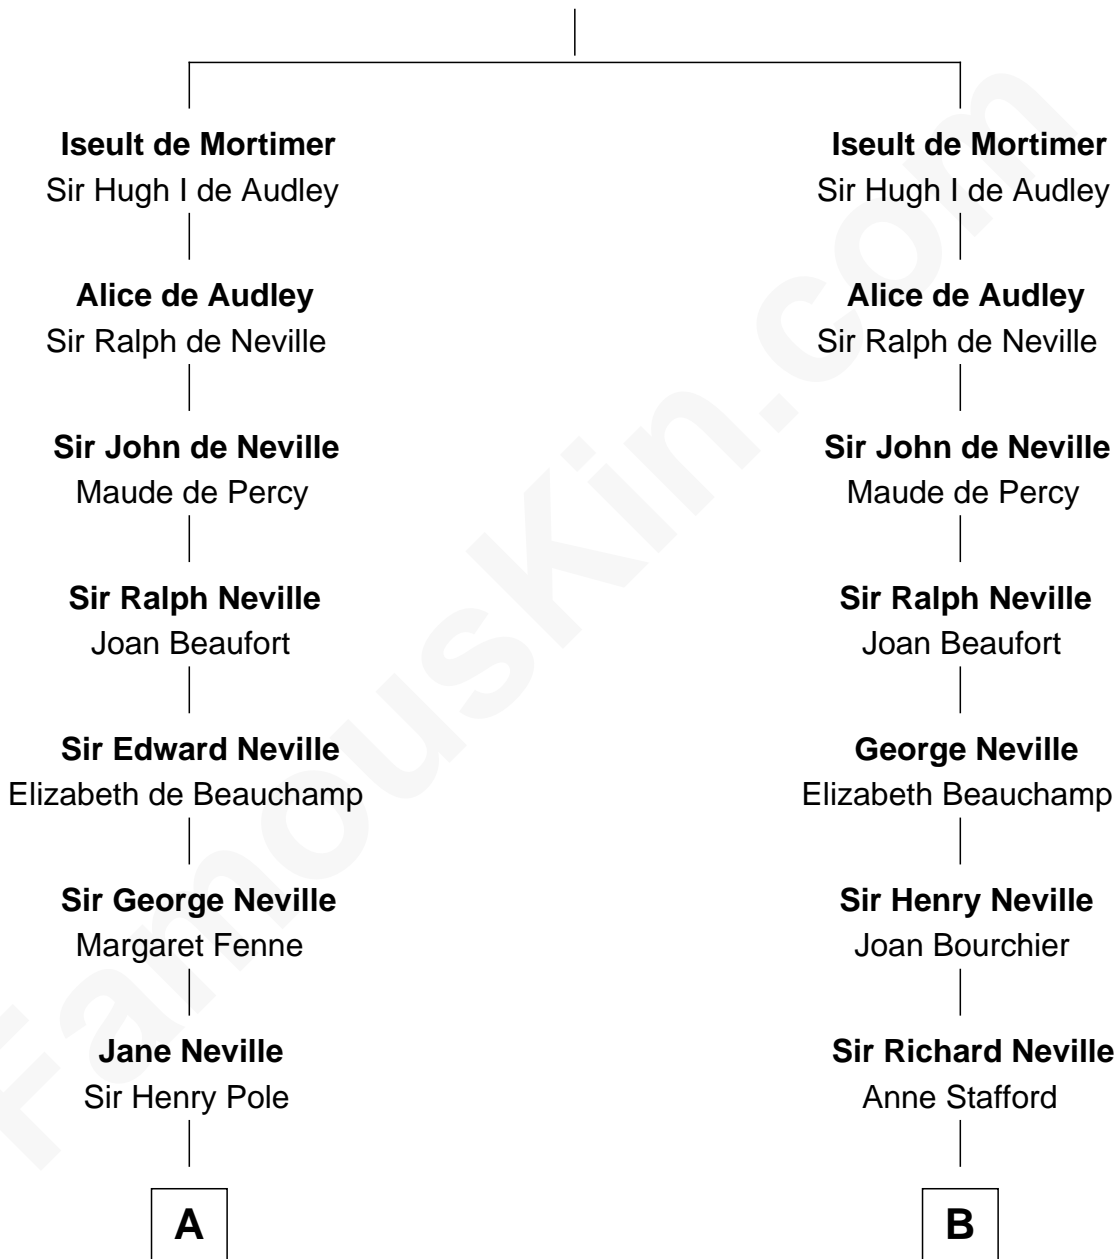 Iseult de Mortimer
Sir Hugh I de Audley
Alice de Audley
Sir Ralph de Neville
Sir John de Neville
Maude de Percy
Sir Ralph Neville
Joan Beaufort
Sir Edward Neville
Elizabeth de Beauchamp
Sir George Neville
Margaret Fenne
Jane Neville
Sir Henry Pole
A
Iseult de Mortimer
Sir Hugh I de Audley
Alice de Audley
Sir Ralph de Neville
Sir John de Neville
Maude de Percy
Sir Ralph Neville
Joan Beaufort
George Neville
Elizabeth Beauchamp
Sir Henry Neville
Joan Bourchier
Sir Richard Neville
Anne Stafford
B
FamousKin.com